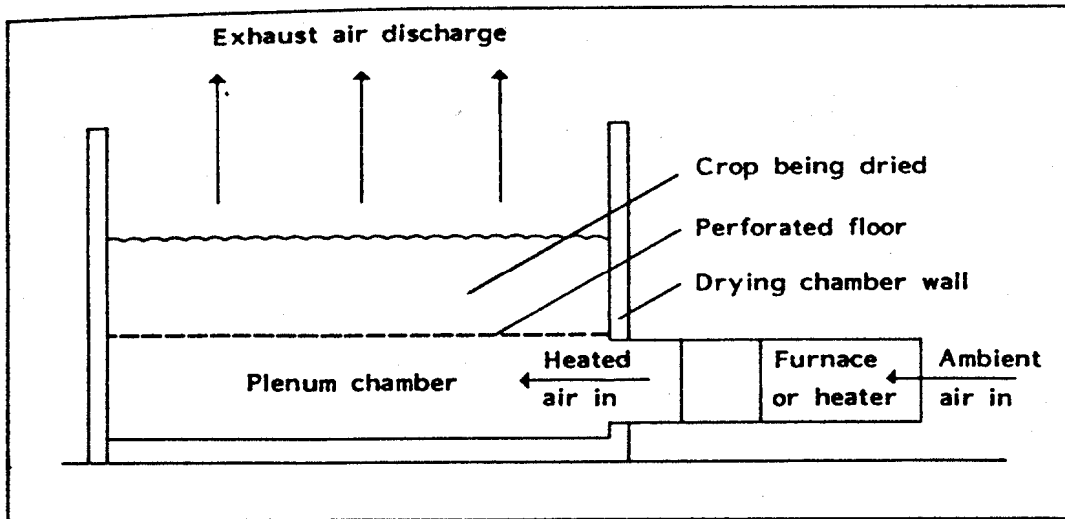 Exhaust air discharge
Crop being dried
Perforated floor
Drying chamber wall
Plenum chamber
Heated
air in
Furnace
or heater
Ambient
air in